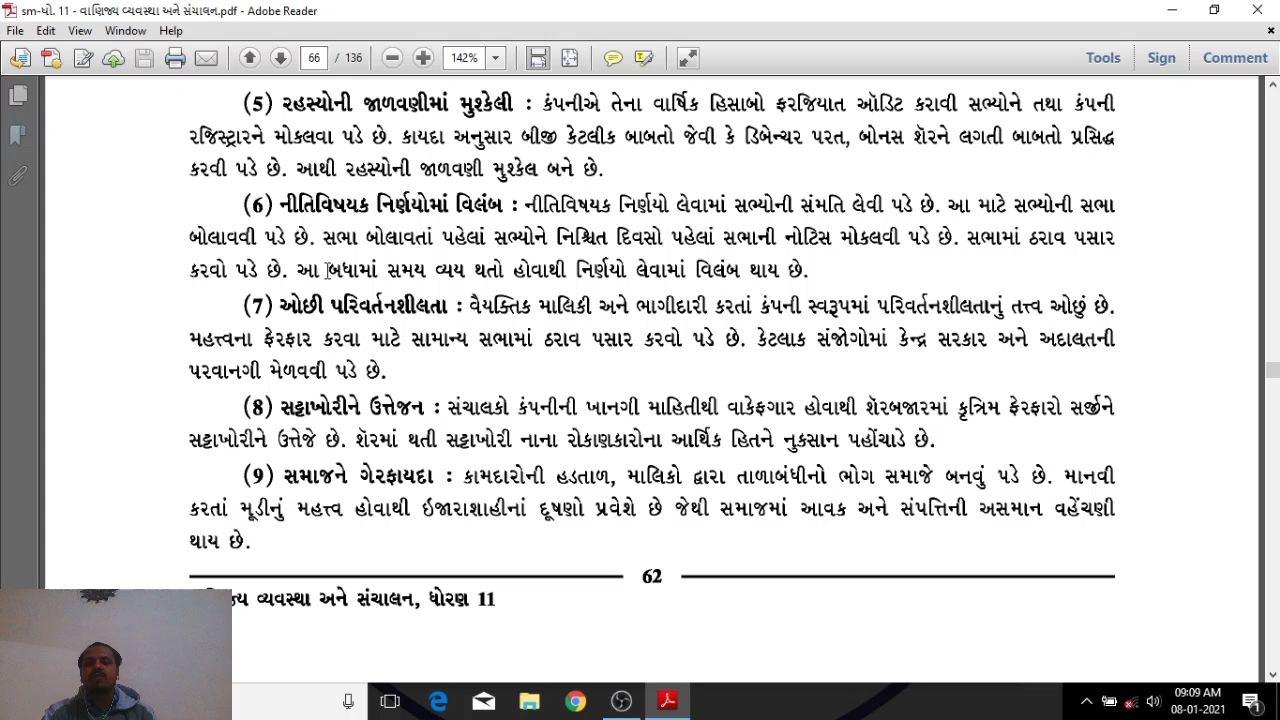 sm-ધો. 11 - વાણિજ્ય વ્યવસ્થા અને સંચાલન.pdf - Adobe Reader
File Edit View Window Help
66 / 136 142% Tools Sign Comment
(5) રહસ્યોની જાળવણીમાં મુશ્કેલી : કંપનીએ તેના વાર્ષિક હિસાબો ફરજિયાત ઑડિટ કરાવી સભ્યોને તથા કંપની
રજિસ્ટ્રારને મોકલવા પડે છે. કાયદા અનુસાર બીજી કેટલીક બાબતો જેવી કે ડિબેન્ચર પરત, બોનસ શૅરને લગતી બાબતો પ્રસિદ્ધ
કરવી પડે છે. આથી રહસ્યોની જાળવણી મુશ્કેલ બને છે.
(6) નીતિવિષયક નિર્ણયોમાં વિલંબ : નીતિવિષયક નિર્ણયો લેવામાં સભ્યોની સંમતિ લેવી પડે છે. આ માટે સભ્યોની સભા
બોલાવવી પડે છે. સભા બોલાવતાં પહેલાં સભ્યોને નિશ્ચિત દિવસો પહેલાં સભાની નોટિસ મોકલવી પડે છે. સભામાં ઠરાવ પસાર
કરવો પડે છે. આ બધામાં સમય વ્યય થતો હોવાથી નિર્ણયો લેવામાં વિલંબ થાય છે.
(7) ઓછી પરિવર્તનશીલતા : વૈયક્તિક માલિકી અને ભાગીદારી કરતાં કંપની સ્વરૂપમાં પરિવર્તનશીલતાનું તત્ત્વ ઓછું છે.
મહત્ત્વના ફેરફાર કરવા માટે સામાન્ય સભામાં ઠરાવ પસાર કરવો પડે છે. કેટલાક સંજોગોમાં કેન્દ્ર સરકાર અને અદાલતની
પરવાનગી મેળવવી પડે છે.
(8) સટ્ટાખોરીને ઉત્તેજન : સંચાલકો કંપનીની ખાનગી માહિતીથી વાકેફગાર હોવાથી શૅરબજારમાં કૃત્રિમ ફેરફારો સર્જીને
સટ્ટાખોરીને ઉત્તેજે છે. શૅરમાં થતી સટ્ટાખોરી નાના રોકાણકારોના આર્થિક હિતને નુકસાન પહોંચાડે છે.
(9) સમાજને ગેરફાયદા : કામદારોની હડતાળ, માલિકો દ્વારા તાળાબંધીનો ભોગ સમાજે બનવું પડે છે. માનવી
કરતાં મૂડીનું મહત્ત્વ હોવાથી ઇજારાશાહીનાં દૂષણો પ્રવેશે છે જેથી સમાજમાં આવક અને સંપત્તિની અસમાન વહેંચણી
થાય છે.
62
વ્યવસ્થા અને સંચાલન, ધોરણ 11
09:09 AM
08-01-2021